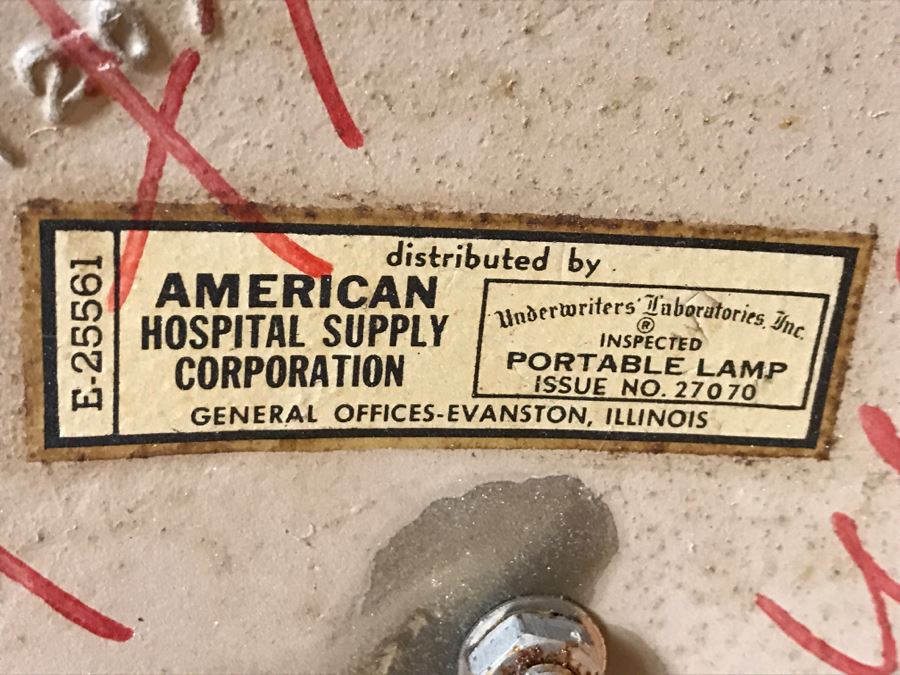 E-25561
distributed by
AMERICAN
HOSPITAL SUPPLY
CORPORATION
GENERAL OFFICES-EVANSTON, ILLINOIS
Underwriters' Laboratories, Inc.
®
INSPECTED
PORTABLE LAMP
ISSUE NO. 27070